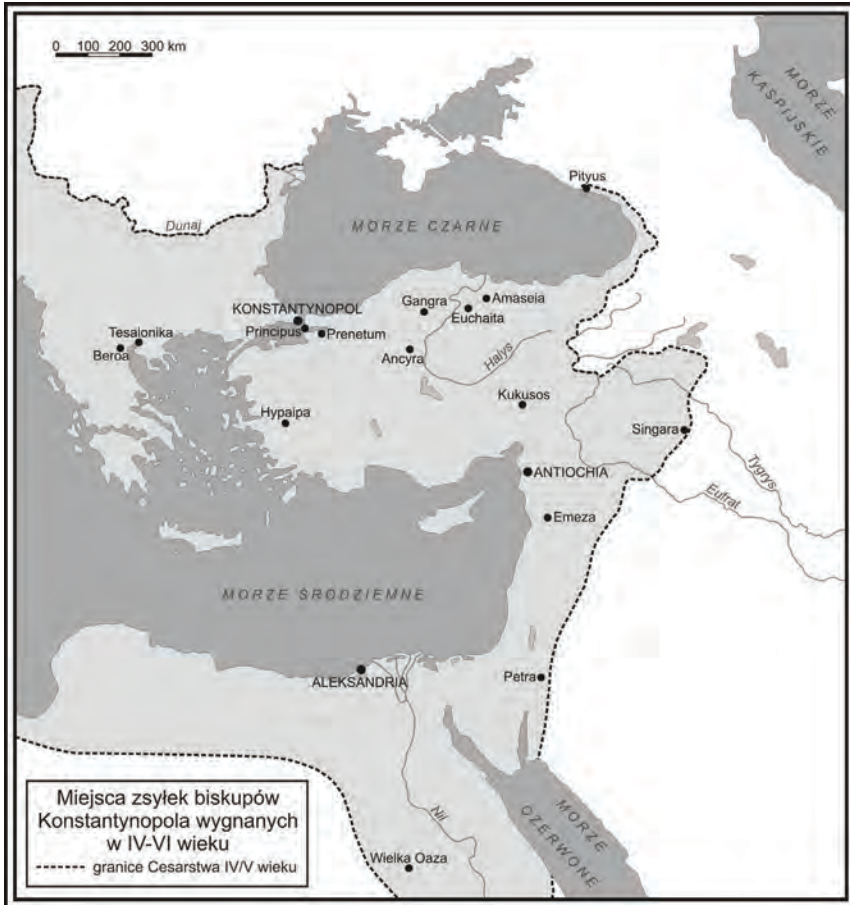 0 100 200 300 km
MORZE
KASPIJSKIE
Pityus
Dunaj
MORZE CZARNE
KONSTANTYNOPOL
Gangra
Amaseia
Euchaita
Principus
Prenetum
Tesalonika
Beroa
Ancyra
Halys
Kukusos
Hypaipa
Singara
Tygrys
ANTIOCHIA
Eufrat
Emeza
MORZE ŚRODZIEMNE
ALEKSANDRIA
Petra
Nil
MORZE
CZERWONE
Wielka Oaza
Miejsca zsyłek biskupów
Konstantynopola wygnanych
w IV-VI wieku
granice Cesarstwa IV/V wieku